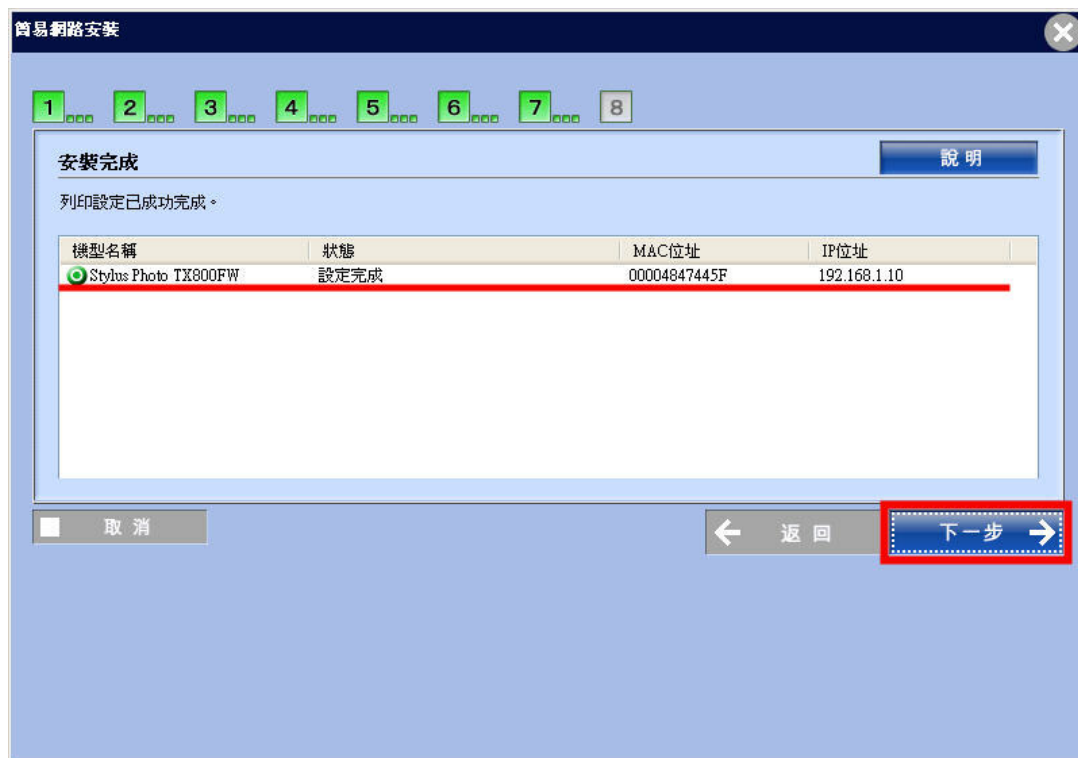 簡易網路安裝
1 2 3 4 5 6 7 8
安裝完成
說明
列印設定已成功完成。
機型名稱 狀態 MAC位址 IP位址
Stylus Photo TX800FW 設定完成 00004847445F 192.168.1.10
取消 返回 下一步